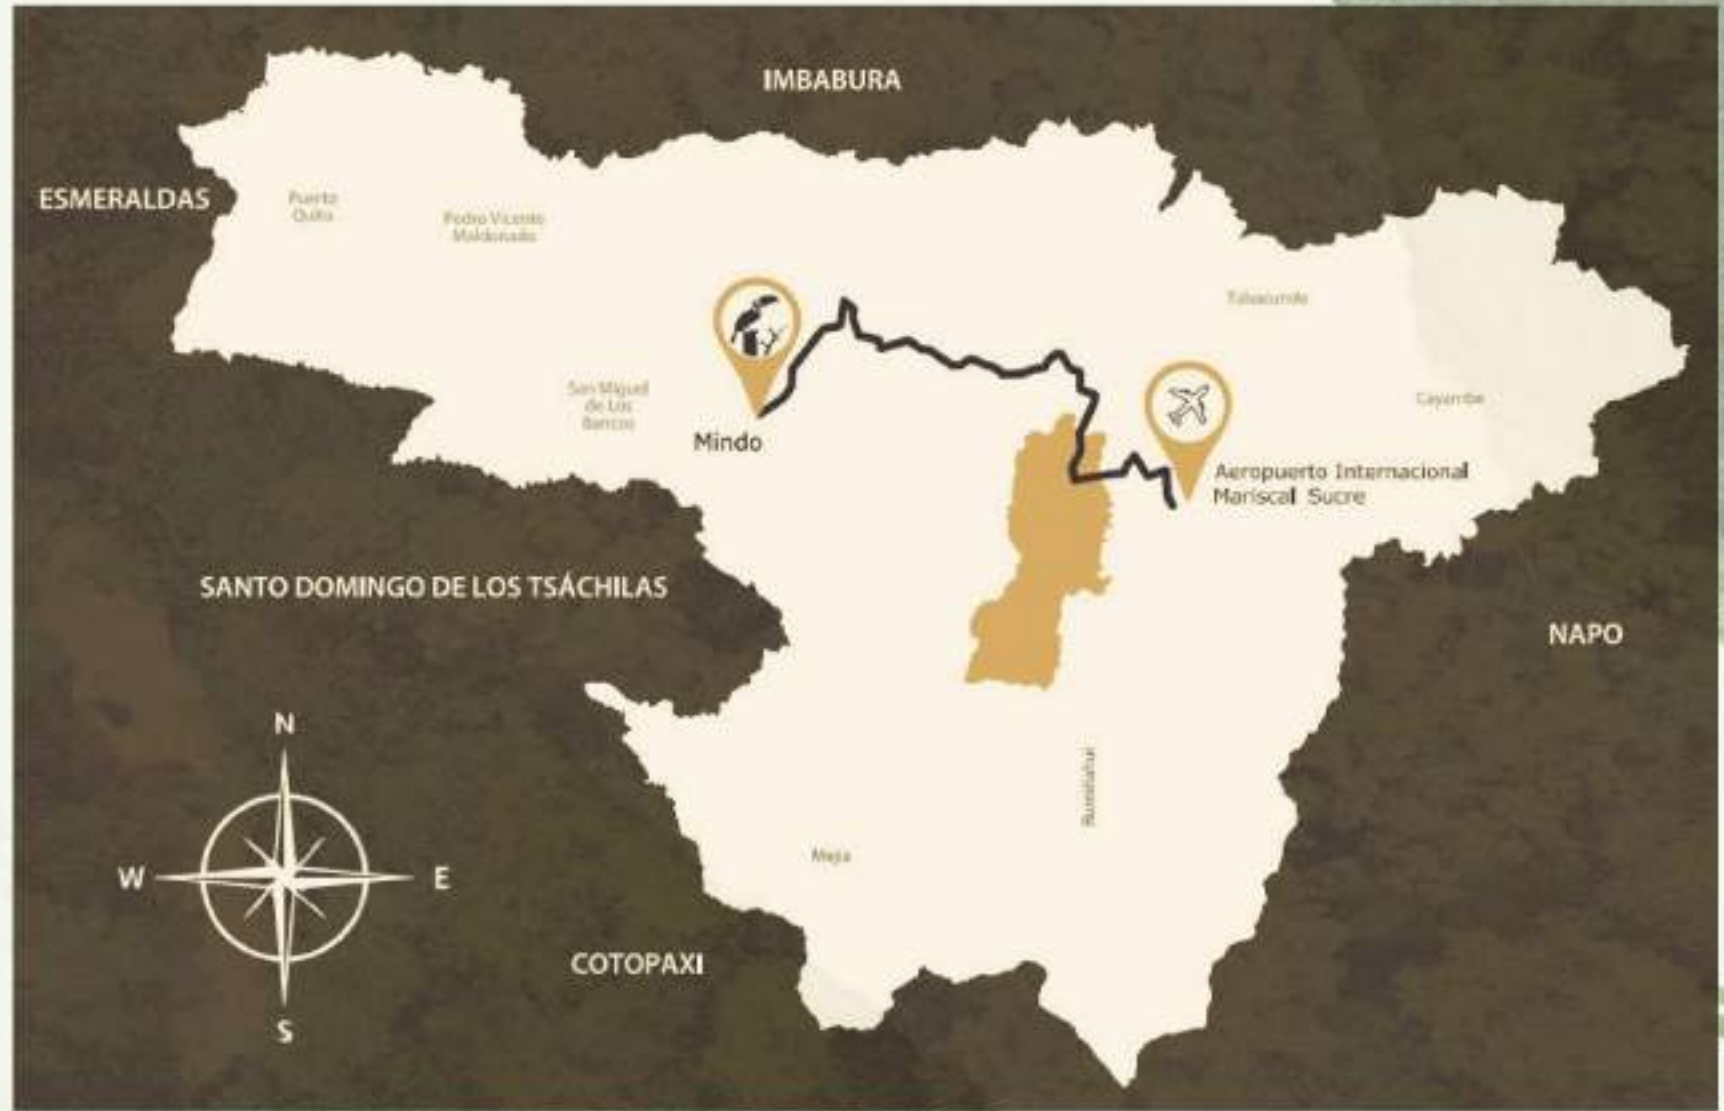 IMBABURA
ESMERALDAS
Puerto
Quito
Pedro Vicente
Maldonado
Tabacundo
San Miguel
de Los
Bancos
Cayambe
Mindo
Aeropuerto Internacional
Mariscal Sucre
SANTO DOMINGO DE LOS TSÁCHILAS
NAPO
N
W
E
S
Rumiñahui
Mejía
COTOPAXI